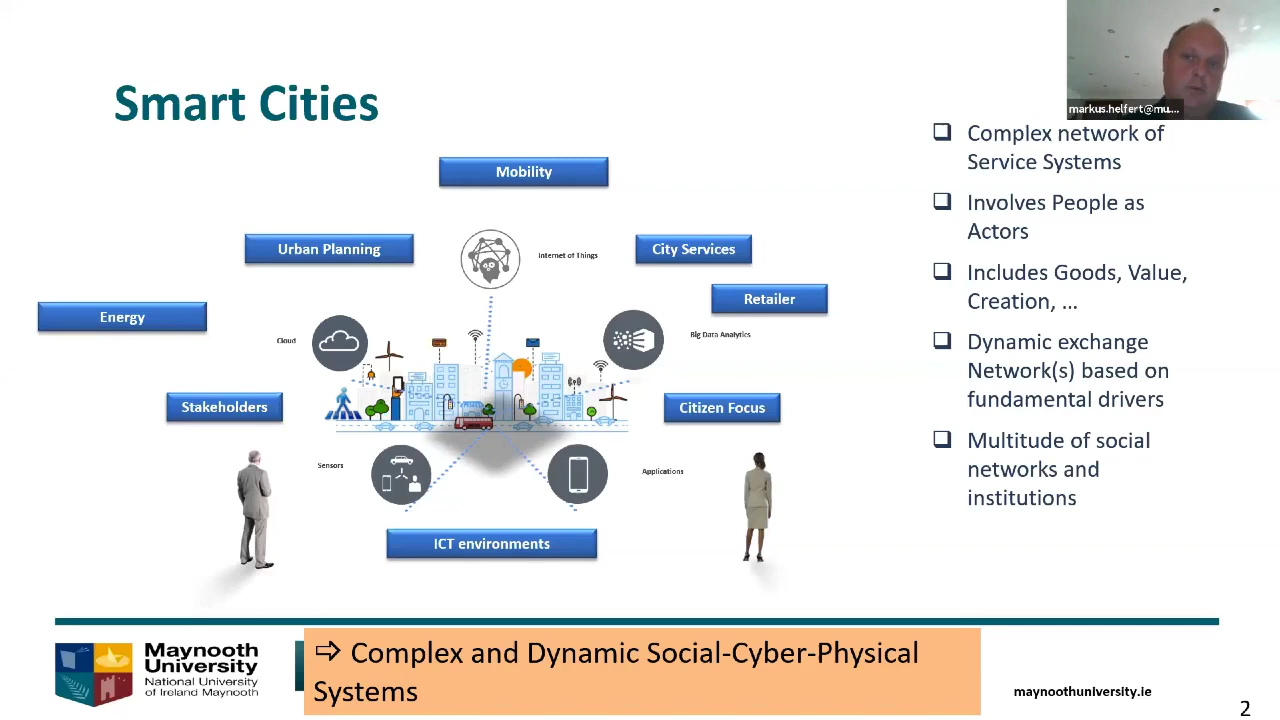 Smart Cities
markus.helfert@mu...
Mobility
Urban Planning
Internet of Things
City Services
Retailer
Energy
Cloud
Big Data Analytics
Stakeholders
Citizen Focus
Sensors
Applications
ICT environments
Complex network of
Service Systems
Involves People as
Actors
Includes Goods, Value,
Creation, ...
Dynamic exchange
Network(s) based on
fundamental drivers
Multitude of social
networks and
institutions
Maynooth
University
National University
of Ireland Maynooth
⇨ Complex and Dynamic Social-Cyber-Physical
Systems
maynoothuniversity.ie
2